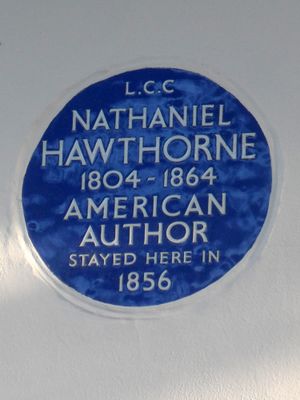 L.C.C
NATHANIEL
HAWTHORNE
1804-1864
AMERICAN
AUTHOR
STAYED HERE IN
1856